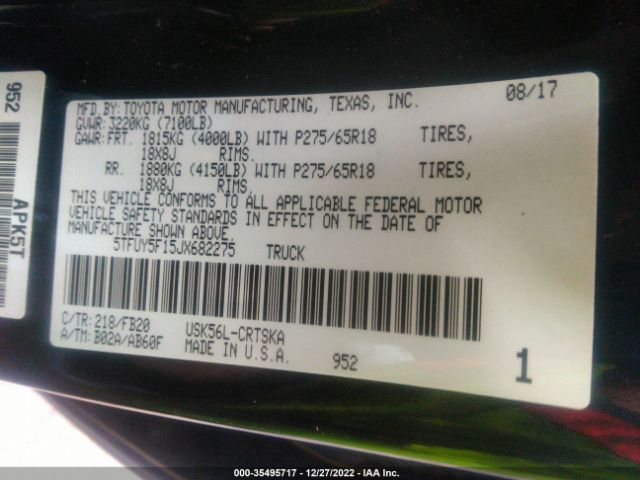 952
APK5T
MFD.BY:TOYOTA MOTOR MANUFACTURING, TEXAS, INC. 08/17
GVWR:3220KG (7100LB)
GAWR:FRT. 1815KG (4000LB) WITH P275/65R18 TIRES,
18X8J RIMS.
RR. 1880KG (4150LB) WITH P275/65R18 TIRES,
18X8J RIMS.
THIS VEHICLE CONFORMS TO ALL APPLICABLE FEDERAL MOTOR
VEHICLE SAFETY STANDARDS IN EFFECT ON THE DATE OF
MANUFACTURE SHOWN ABOVE.
5TFUY5F15JX682275 TRUCK
C/TR:218/FB20 USK56L-CRTSKA
A/TM:B02A/AB60F MADE IN U.S.A. 952 1
000-35495717 - 12/27/2022 - IAA Inc.